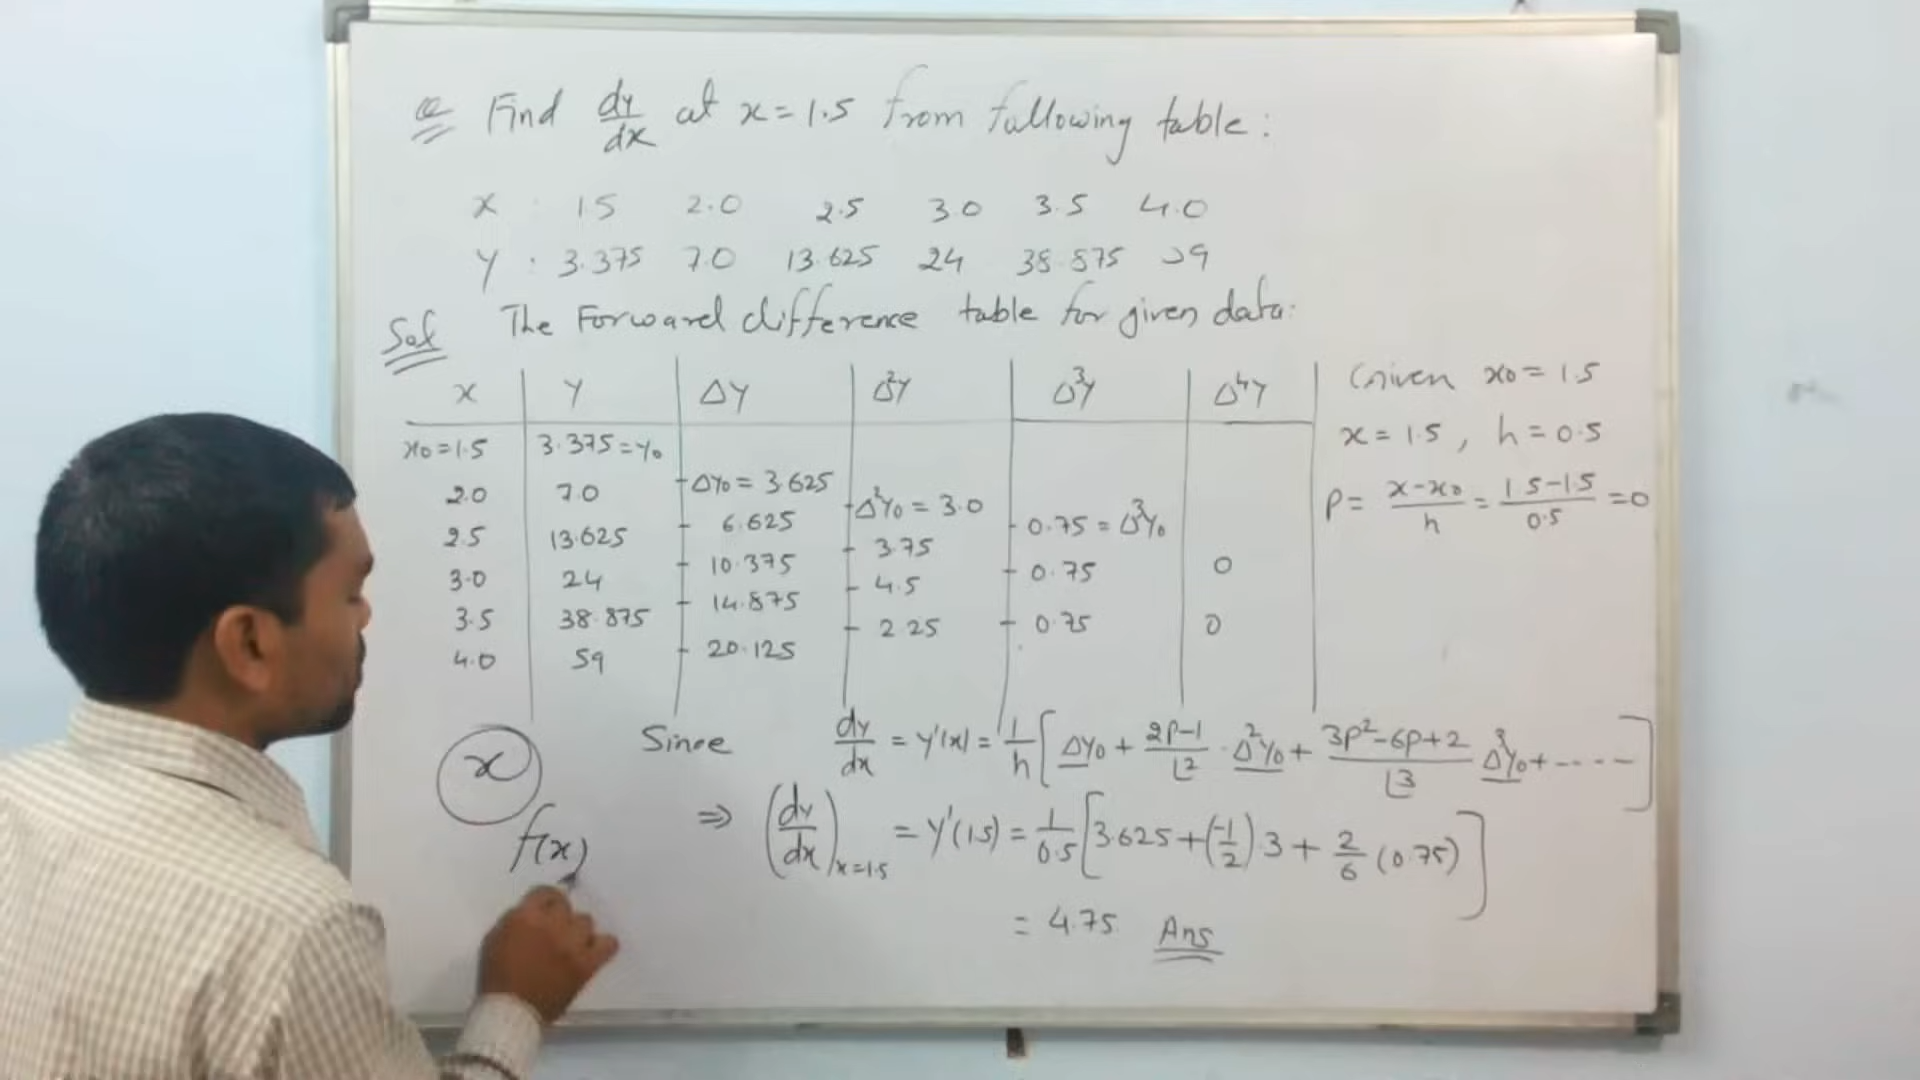 Q Find dy/dx at x = 1.5 from following table :
X : 1.5 2.0 2.5 3.0 3.5 4.0
Y : 3.375 7.0 13.625 24 38.875 59
Sol The Forward difference table for given data:
X Y ΔY Δ²Y Δ³Y Δ⁴Y
x₀ = 1.5 3.375 = Y₀
ΔY₀ = 3.625
2.0 7.0 Δ²Y₀ = 3.0
6.625 0.75 = Δ³Y₀
2.5 13.625 3.75
10.375 0.75 0
3.0 24 4.5
14.875 0.75 0
3.5 38.875 2.25
20.125
4.0 59
Given x₀ = 1.5
x = 1.5 , h = 0.5
P = (x - x₀)/h = (1.5 - 1.5)/0.5 = 0
Since dy/dx = Y'(x) = 1/h [ΔY₀ + (2P-1)/⌊2 · Δ²Y₀ + (3P²-6P+2)/⌊3 Δ³Y₀ + -----]
⇒ (dy/dx)x=1.5 = Y'(1.5) = 1/0.5 [3.625 + (-1/2) · 3 + 2/6 (0.75)]
= 4.75 Ans
x
f(x)